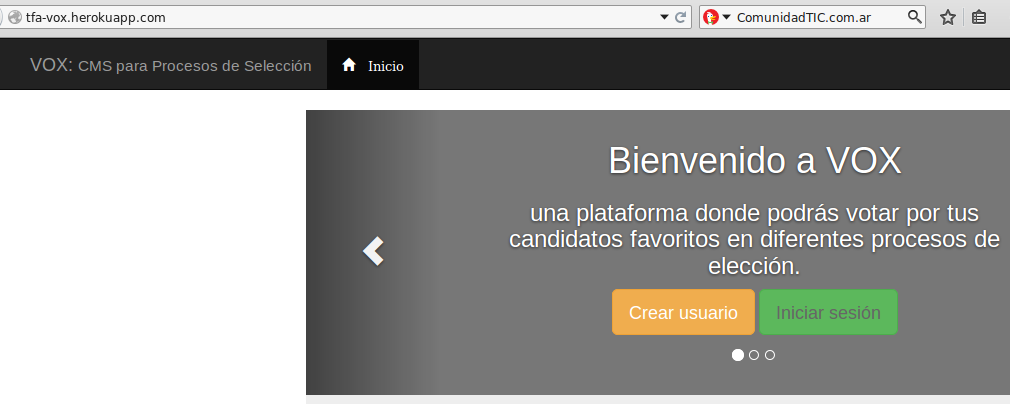 tfa-vox.herokuapp.com ComunidadTIC.com.ar
VOX: CMS para Procesos de Selección Inicio
Bienvenido a VOX
una plataforma donde podrás votar por tus
candidatos favoritos en diferentes procesos de
elección.
Crear usuario Iniciar sesión